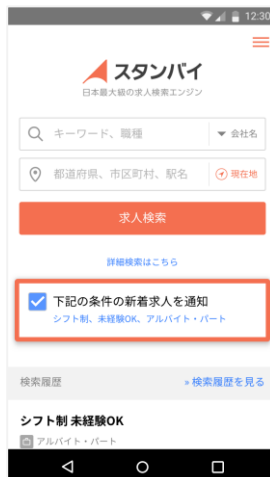 12:30
スタンバイ
日本最大級の求人検索エンジン
キーワード、職種 ▼ 会社名
都道府県、市区町村、駅名 現在地
求人検索
詳細検索はこちら
下記の条件の新着求人を通知
シフト制、未経験OK、アルバイト・パート
検索履歴 » 検索履歴を見る
シフト制 未経験OK
アルバイト・パート